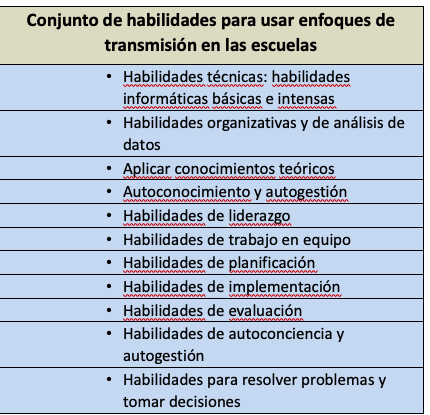 Conjunto de habilidades para usar enfoques de
transmisión en las escuelas
• Habilidades técnicas: habilidades
informáticas básicas e intensas
• Habilidades organizativas y de análisis de
datos
• Aplicar conocimientos teóricos
• Autoconocimiento y autogestión
• Habilidades de liderazgo
• Habilidades de trabajo en equipo
• Habilidades de planificación
• Habilidades de implementación
• Habilidades de evaluación
• Habilidades de autoconciencia y
autogestión
• Habilidades para resolver problemas y
tomar decisiones